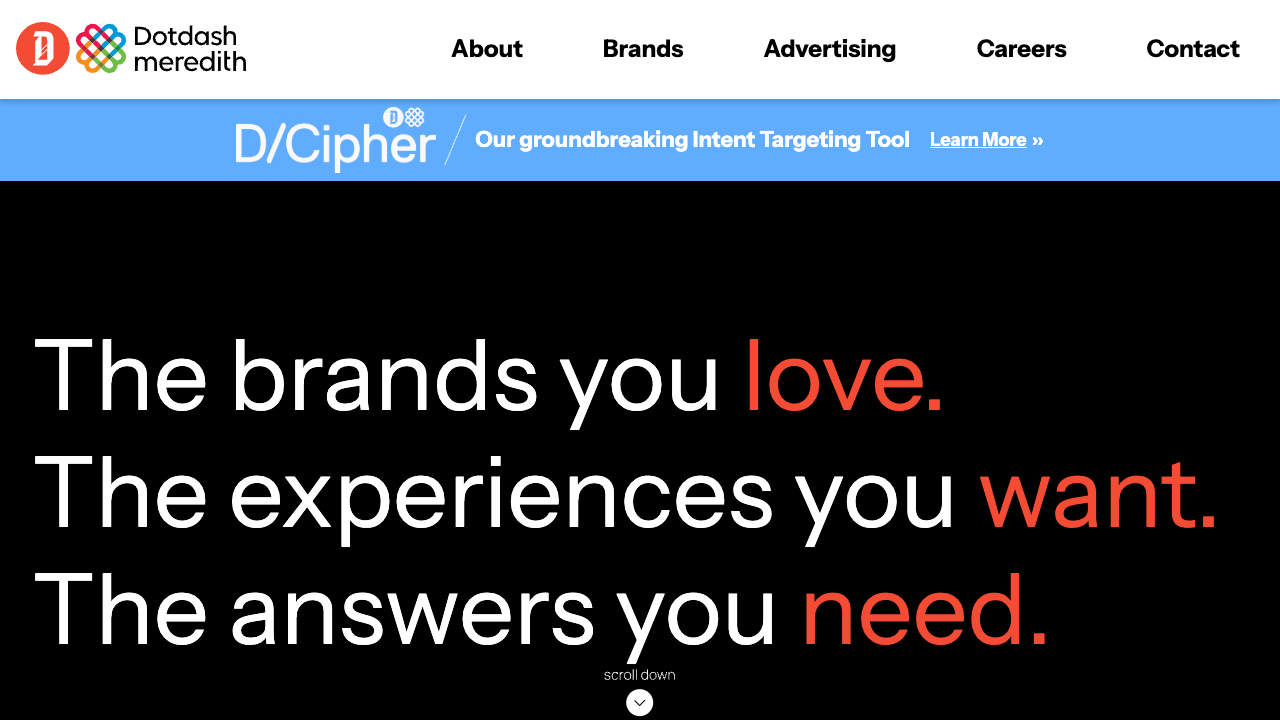 D Dotdash
meredith
About Brands Advertising Careers Contact
D/Cipher D Our groundbreaking Intent Targeting Tool Learn More »
The brands you love.
The experiences you want.
The answers you need.
scroll down